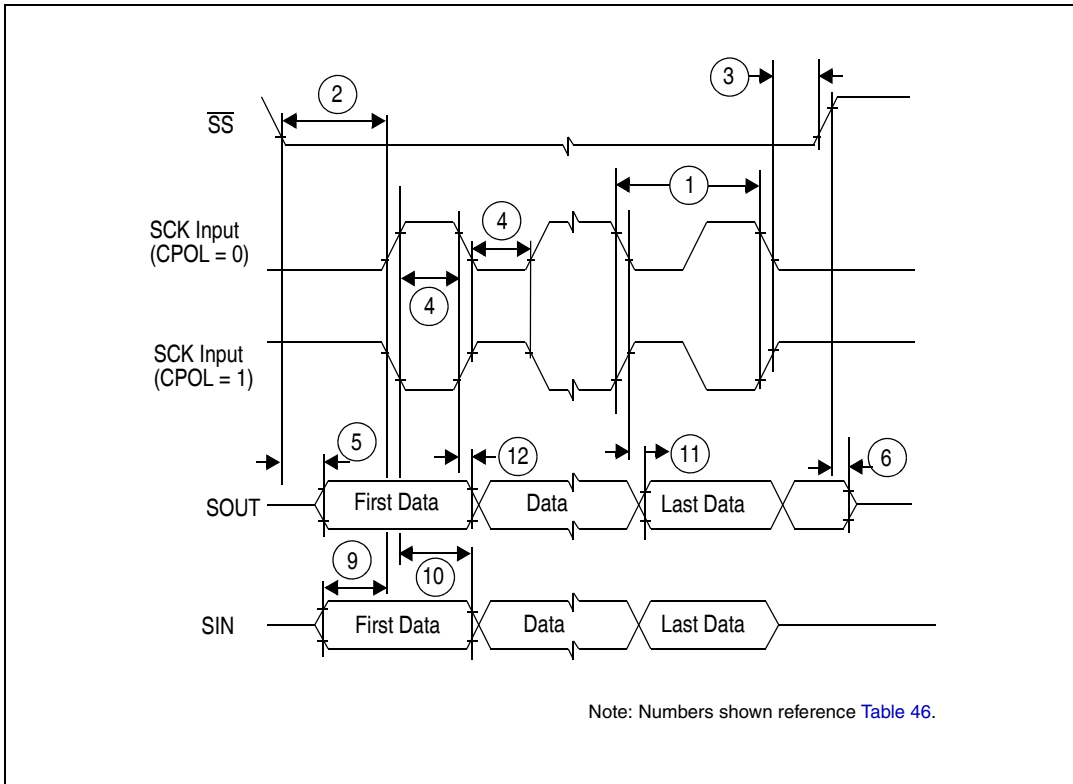 2
3
SS
1
SCK Input
(CPOL = 0)
4
4
SCK Input
(CPOL = 1)
5
12
11
6
SOUT
First Data
Data
Last Data
9
10
SIN
First Data
Data
Last Data
Note: Numbers shown reference Table 46.